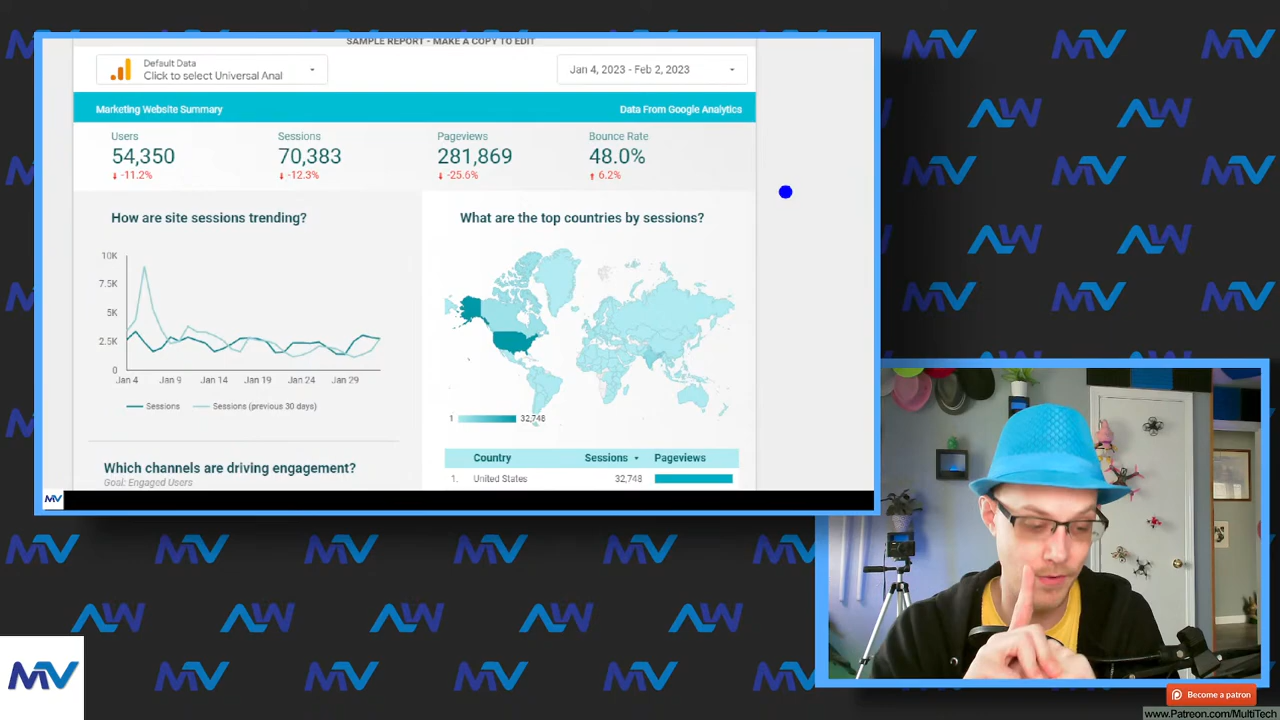 SAMPLE REPORT - MAKE A COPY TO EDIT
Default Data
Click to select Universal Anal
Jan 4, 2023 - Feb 2, 2023
Marketing Website Summary
Data From Google Analytics
Users
54,350
-11.2%
Sessions
70,383
-12.3%
Pageviews
281,869
-25.6%
Bounce Rate
48.0%
6.2%
How are site sessions trending?
10K
7.5K
5K
2.5K
0
Jan 4
Jan 9
Jan 14
Jan 19
Jan 24
Jan 29
Sessions
Sessions (previous 30 days)
What are the top countries by sessions?
1
32,748
Country
Sessions
Pageviews
1.
United States
32,748
Which channels are driving engagement?
Goal: Engaged Users
MV
Become a patron
www.Patreon.com/MultiTech